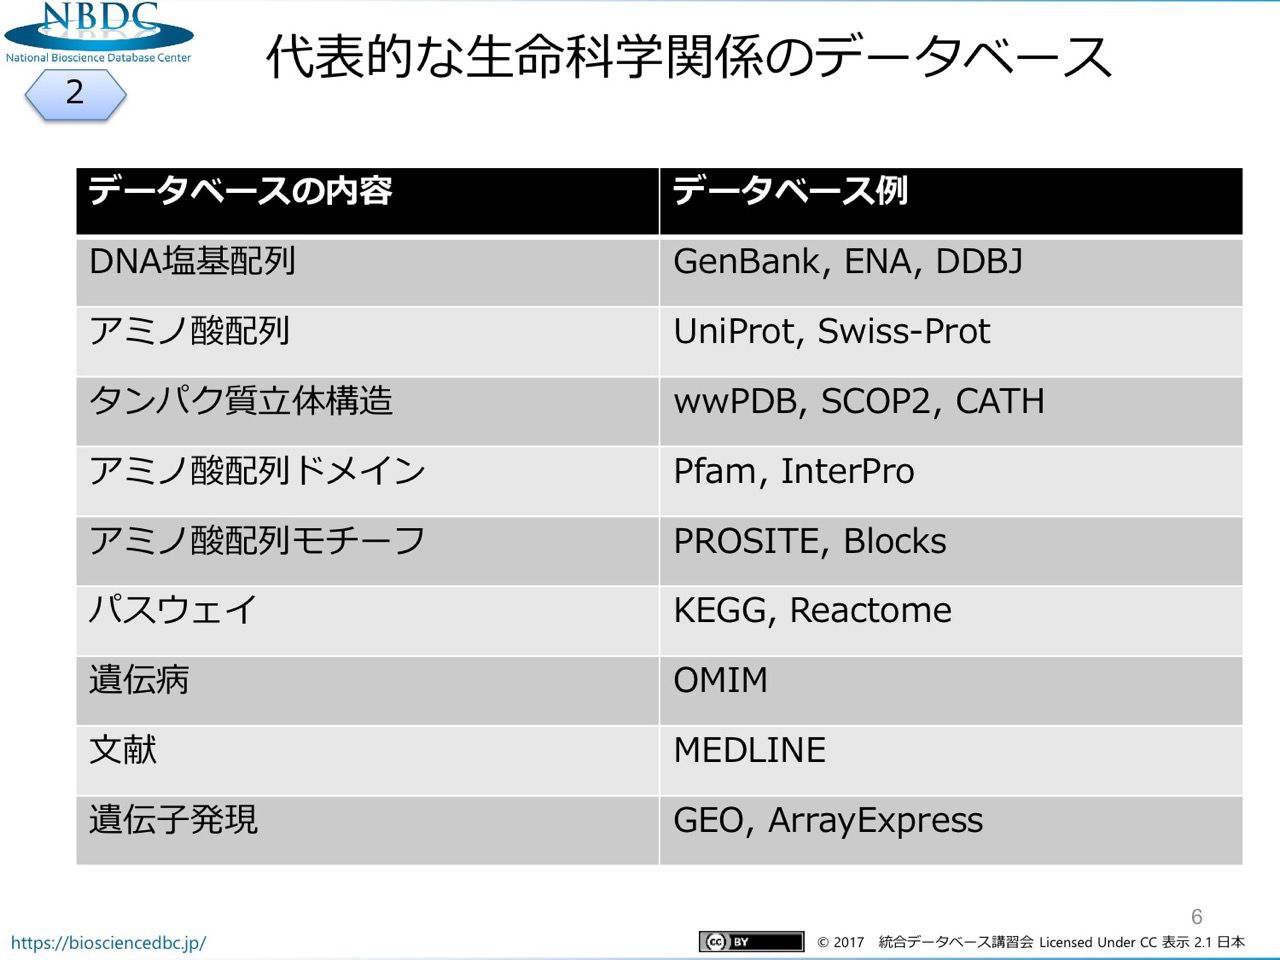 NBDC
National Bioscience Database Center
2
代表的な生命科学関係のデータベース
データベースの内容 データベース例
DNA塩基配列 GenBank, ENA, DDBJ
アミノ酸配列 UniProt, Swiss-Prot
タンパク質立体構造 wwPDB, SCOP2, CATH
アミノ酸配列ドメイン Pfam, InterPro
アミノ酸配列モチーフ PROSITE, Blocks
パスウェイ KEGG, Reactome
遺伝病 OMIM
文献 MEDLINE
遺伝子発現 GEO, ArrayExpress
6
https://biosciencedbc.jp/
cc BY © 2017 統合データベース講習会 Licensed Under CC 表示 2.1 日本